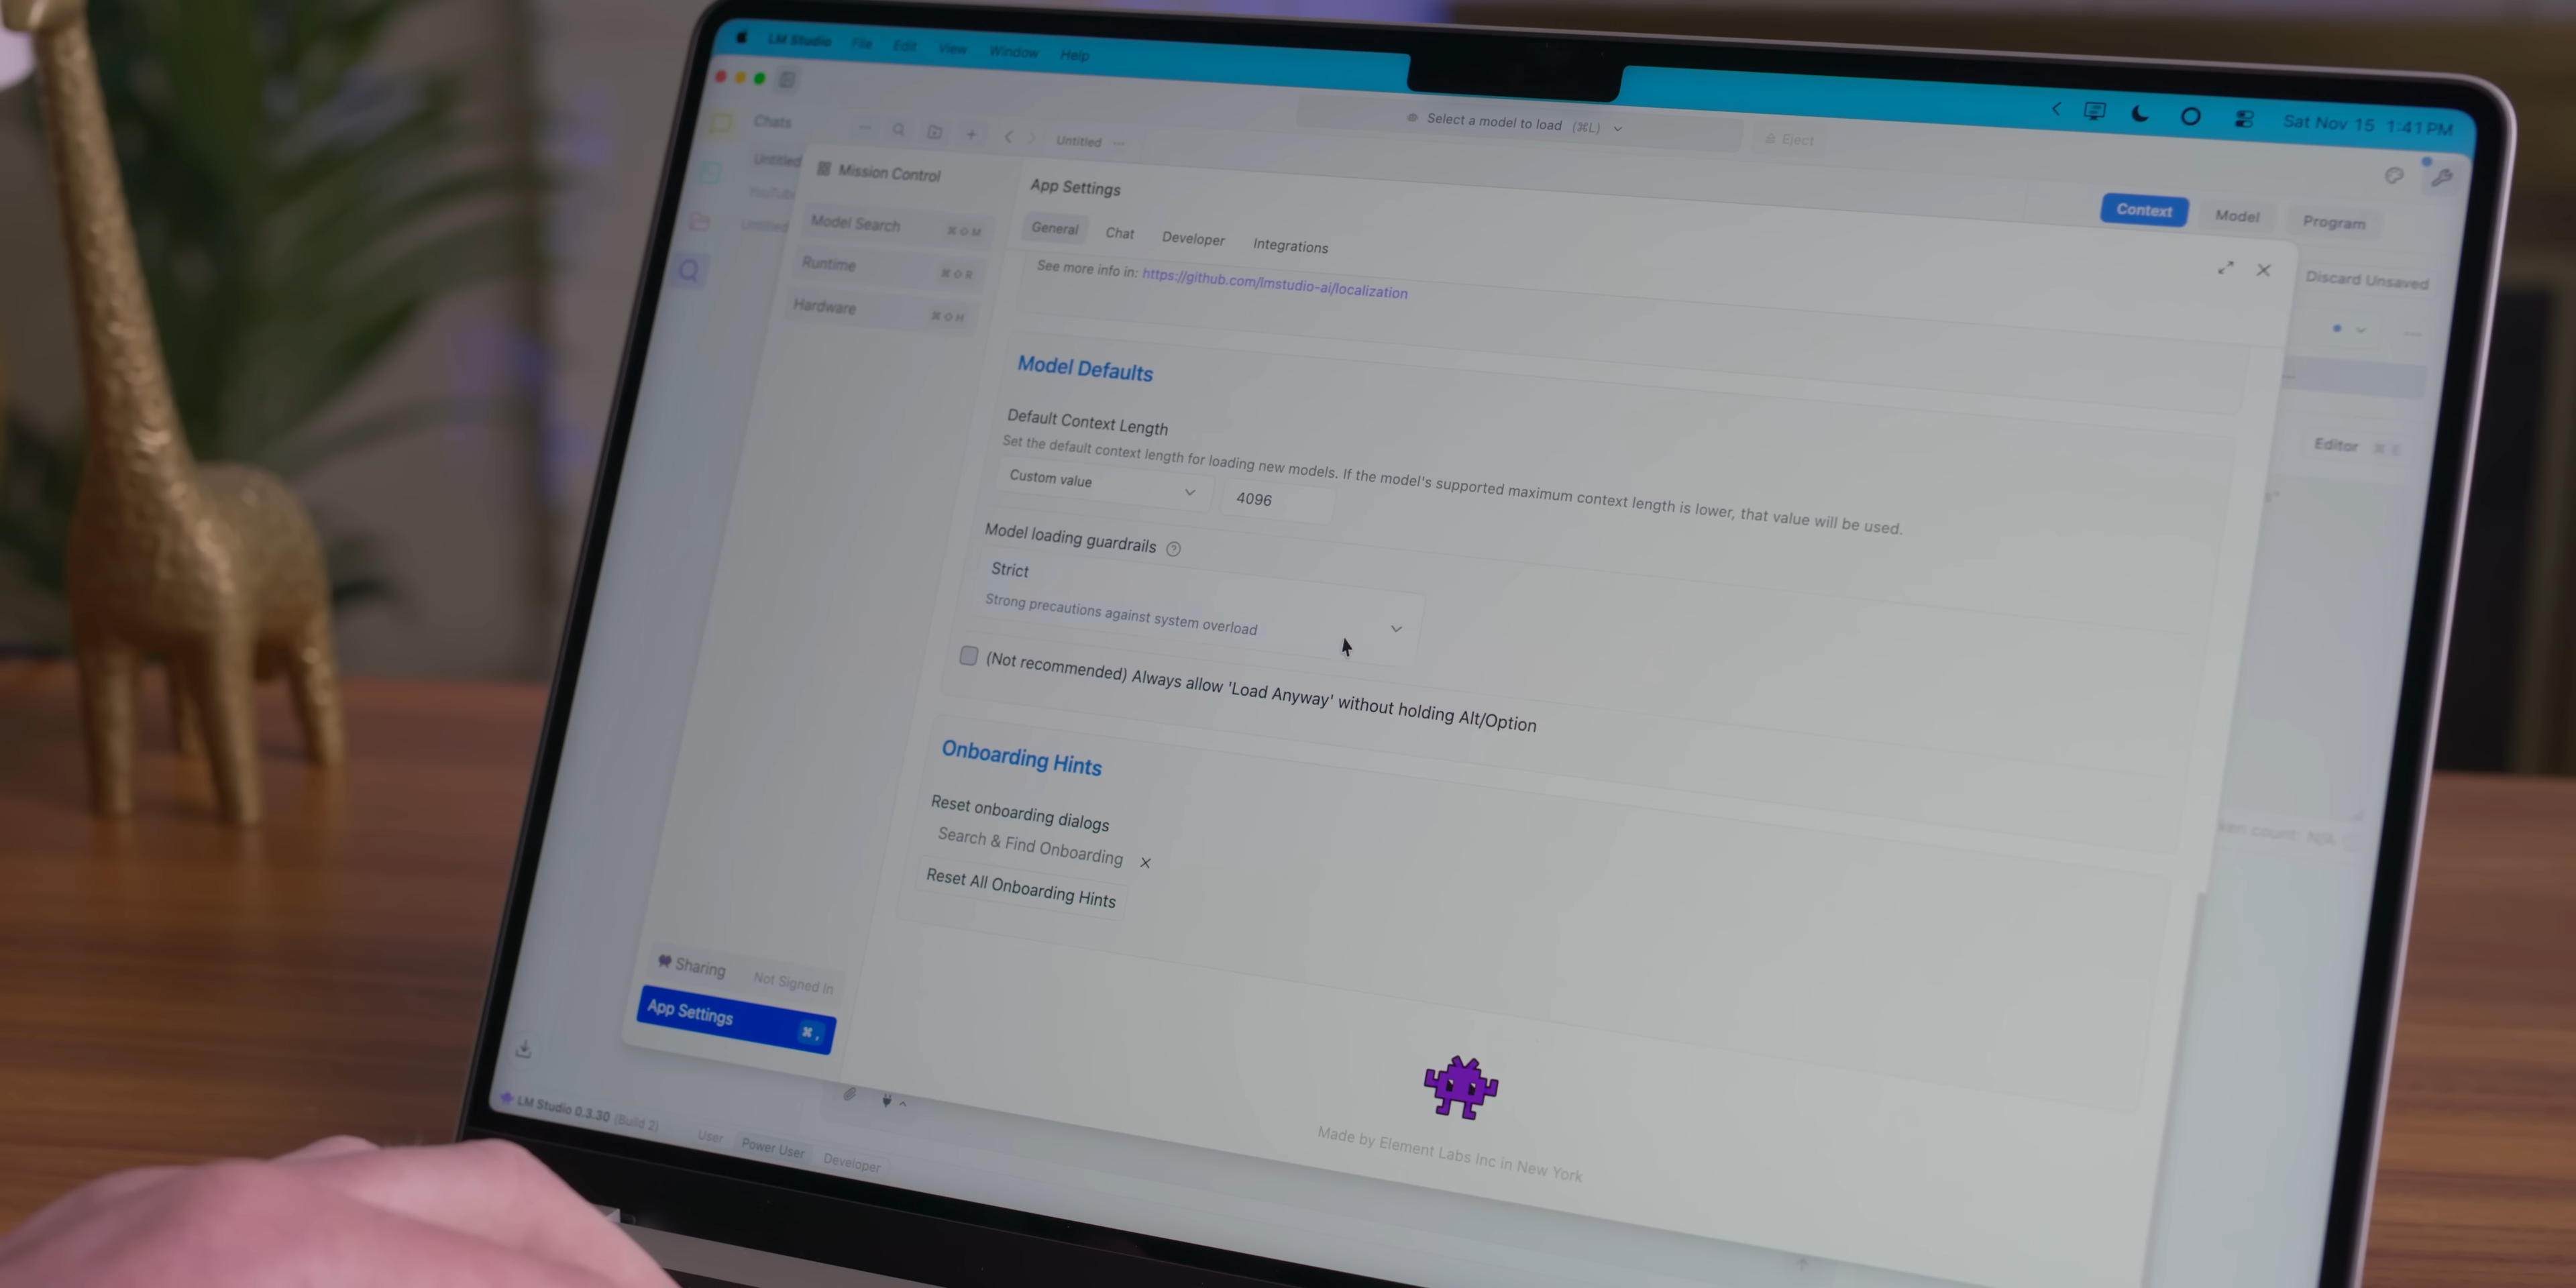 LM Studio File Edit View Window Help
Sat Nov 15 1:41 PM
Select a model to load (⌘L)
Eject
Chats
Untitled
Untitled
Untitled
Mission Control
Model Search ⌘⇧M
Runtime ⌘⇧R
Hardware ⌘⇧H
App Settings
General Chat Developer Integrations
See more info in: https://github.com/lmstudio-ai/localization
Context Model Program
Discard Unsaved
Editor
Model Defaults
Default Context Length
Set the default context length for loading new models. If the model's supported maximum context length is lower, that value will be used.
Custom value 4096
Model loading guardrails
Strict
Strong precautions against system overload
(Not recommended) Always allow 'Load Anyway' without holding Alt/Option
Onboarding Hints
Reset onboarding dialogs
Search & Find Onboarding
Reset All Onboarding Hints
count: N/A
Sharing Not Signed In
App Settings ⌘,
Made by Element Labs Inc in New York
LM Studio 0.3.30 (Build 2)
User Power User Developer